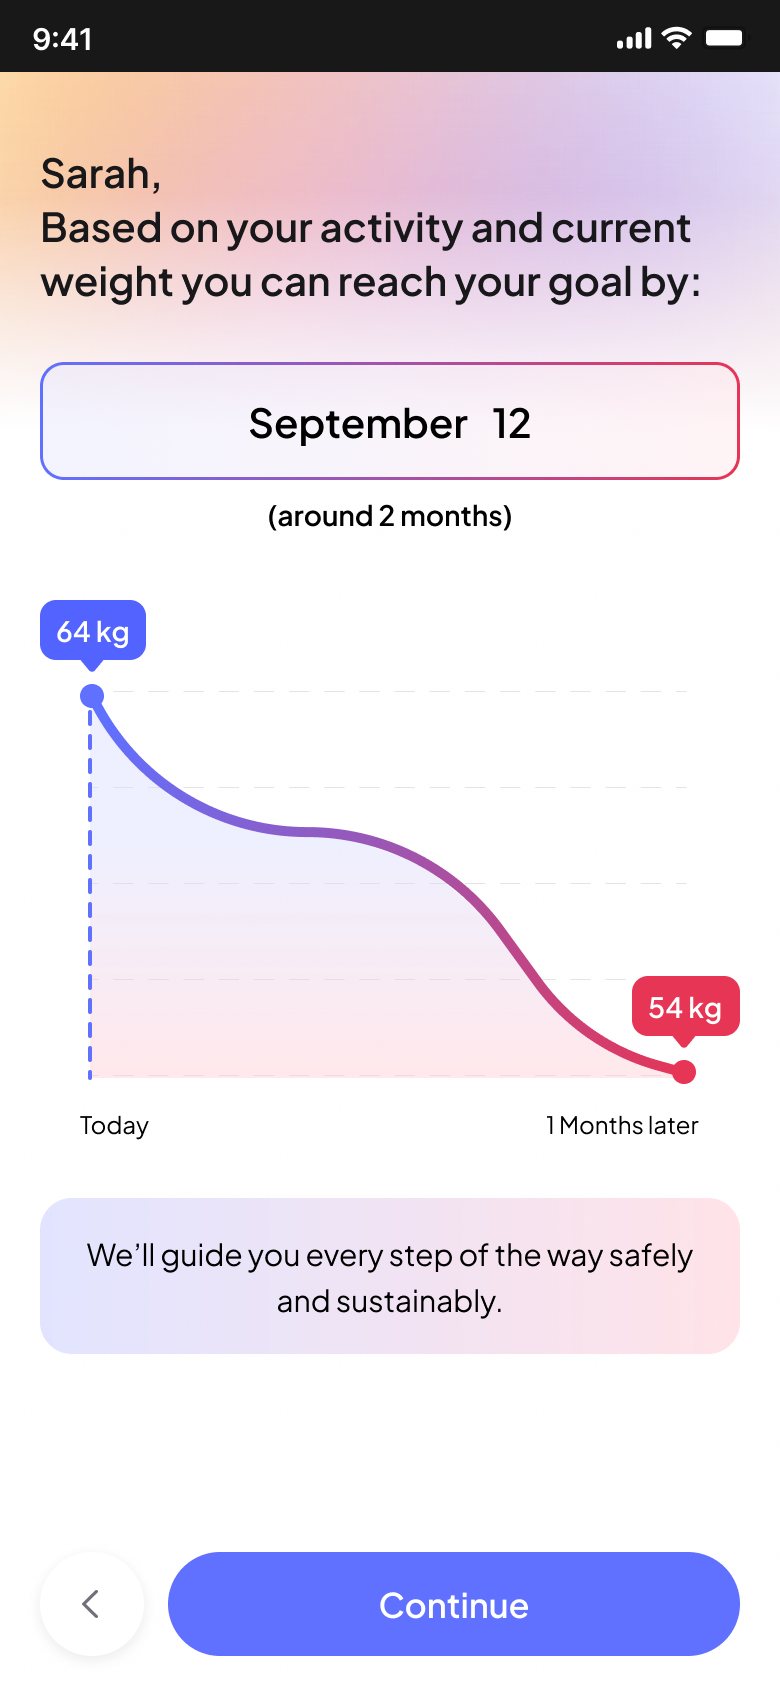 9:41
Sarah,
Based on your activity and current
weight you can reach your goal by:
September 12
(around 2 months)
64 kg
54 kg
Today
1 Months later
We’ll guide you every step of the way safely
and sustainably.
Continue